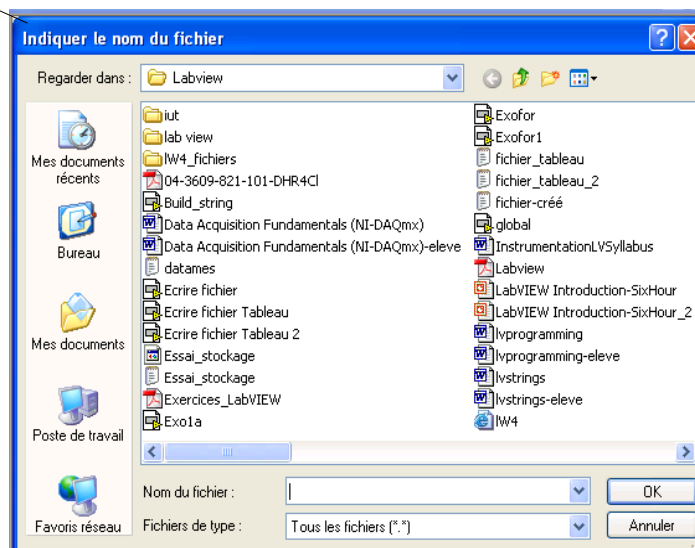 Indiquer le nom du fichier
Regarder dans :
Labview
Mes documents
récents
Bureau
Mes documents
Poste de travail
Favoris réseau
iut
lab view
lW4_fichiers
04-3609-821-101-DHR4Cl
Build_string
Data Acquisition Fundamentals (NI-DAQmx)
Data Acquisition Fundamentals (NI-DAQmx)-eleve
datames
Ecrire fichier
Ecrire fichier Tableau
Ecrire fichier Tableau 2
Essai_stockage
Essai_stockage
Exercices_LabVIEW
Exo1a
Exofor
Exofor1
fichier_tableau
fichier_tableau_2
fichier-créé
global
InstrumentationLVSyllabus
Labview
LabVIEW Introduction-SixHour
LabVIEW Introduction-SixHour_2
lvprogramming
lvprogramming-eleve
lvstrings
lvstrings-eleve
lW4
Nom du fichier :
OK
Fichiers de type :
Tous les fichiers (*.*)
Annuler